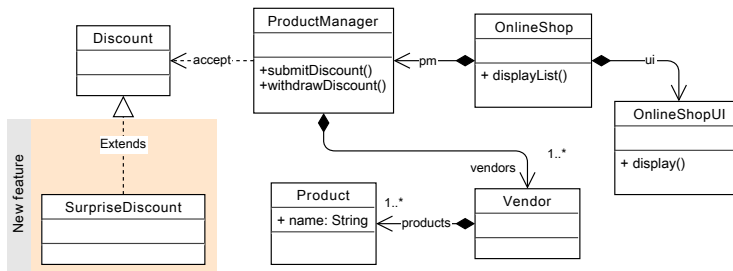 Discount
accept
ProductManager
+submitDiscount()
+withdrawDiscount()
pm
OnlineShop
+ displayList()
ui
OnlineShopUI
+ display()
Extends
New feature
SurpriseDiscount
vendors
1..*
Product
+ name: String
1..*
products
Vendor